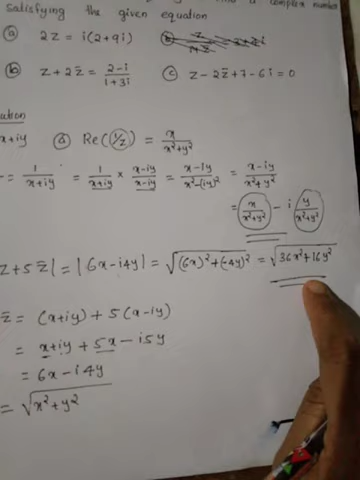 a complex number
satisfying the given equation
(a) 2z = i(2+9i)
(b) z+2z̄ = (2-i)/(1+3i) (c) z-2z̄+7-6i=0
x+iy (a) Re(1/z) = x/(x²+y²)
= 1/(x+iy) = 1/(x+iy) × (x-iy)/(x-iy) = (x-iy)/(x²-(iy)²) = (x-iy)/(x²+y²)
= x/(x²+y²) - i y/(x²+y²)
z+5z̄| = |6x-i4y| = √((6x)²+(-4y)²) = √(36x²+16y²)
z̄ = (x+iy)+5(x-iy)
= x+iy+5x-i5y
= 6x-i4y
= √(x²+y²)